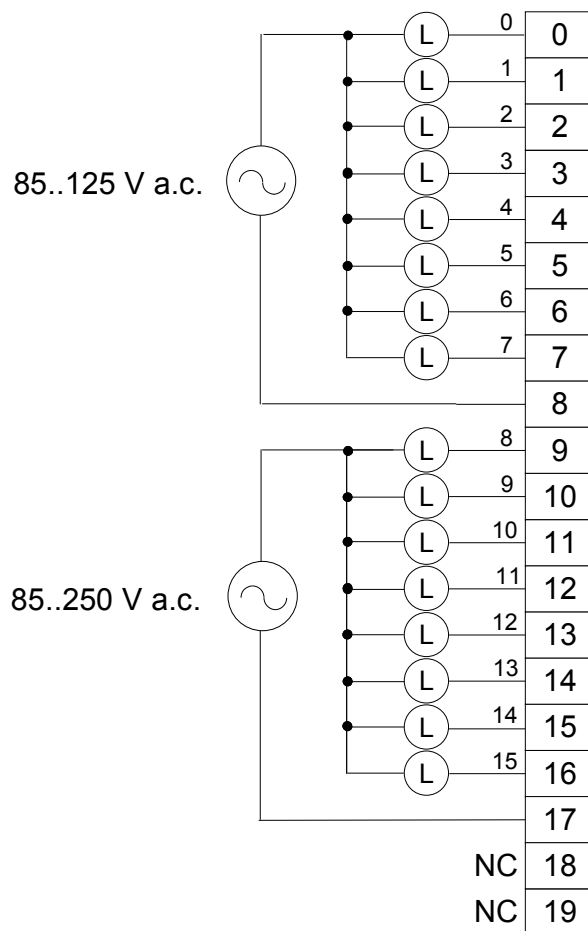 L 0 0
L 1 1
L 2 2
85..125 V a.c. L 3 3
L 4 4
L 5 5
L 6 6
L 7 7
8
L 8 9
L 9 10
L 10 11
85..250 V a.c. L 11 12
L 12 13
L 13 14
L 14 15
L 15 16
17
NC 18
NC 19